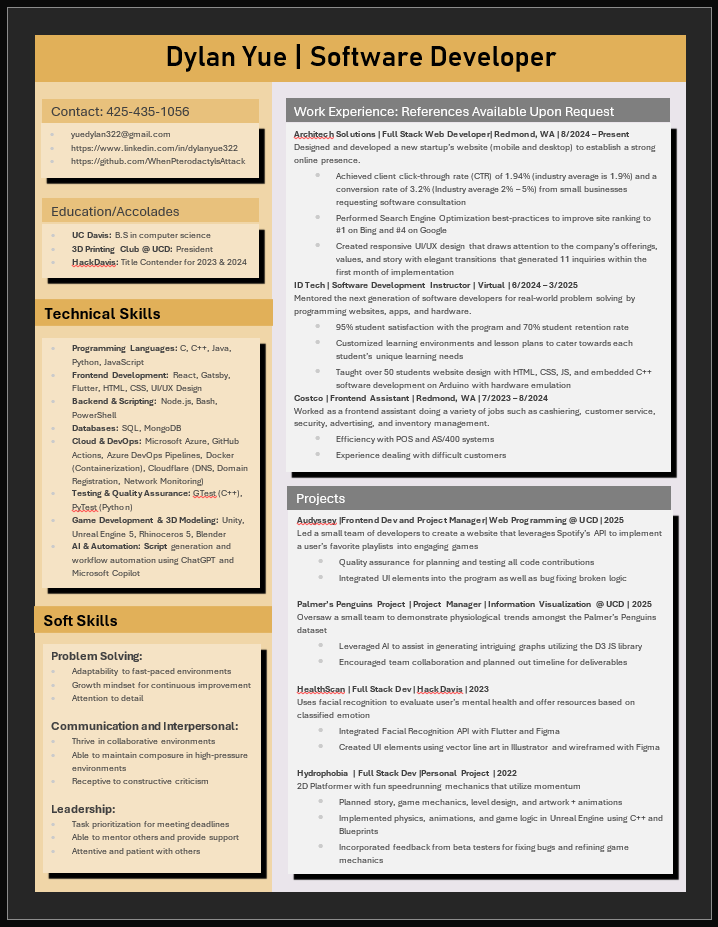 Dylan Yue | Software Developer
Contact: 425-435-1056
yuedylan322@gmail.com
https://www.linkedin.com/in/dylanyue322
https://github.com/WhenPterodactylsAttack
Education/Accolades
UC Davis: B.S in computer science
3D Printing Club @ UCD: President
HackDavis: Title Contender for 2023 & 2024
Technical Skills
Programming Languages: C, C++, Java,
Python, JavaScript
Frontend Development: React, Gatsby,
Flutter, HTML, CSS, UI/UX Design
Backend & Scripting: Node.js, Bash,
PowerShell
Databases: SQL, MongoDB
Cloud & DevOps: Microsoft Azure, GitHub
Actions, Azure DevOps Pipelines, Docker
(Containerization), Cloudflare (DNS, Domain
Registration, Network Monitoring)
Testing & Quality Assurance: GTest (C++),
PyTest (Python)
Game Development & 3D Modeling: Unity,
Unreal Engine 5, Rhinoceros 5, Blender
AI & Automation: Script generation and
workflow automation using ChatGPT and
Microsoft Copilot
Soft Skills
Problem Solving:
Adaptability to fast-paced environments
Growth mindset for continuous improvement
Attention to detail
Communication and Interpersonal:
Thrive in collaborative environments
Able to maintain composure in high-pressure
environments
Receptive to constructive criticism
Leadership:
Task prioritization for meeting deadlines
Able to mentor others and provide support
Attentive and patient with others
Work Experience: References Available Upon Request
Architech Solutions | Full Stack Web Developer| Redmond, WA | 8/2024 – Present
Designed and developed a new startup's website (mobile and desktop) to establish a strong
online presence.
Achieved client click-through rate (CTR) of 1.94% (industry average is 1.9%) and a
conversion rate of 3.2% (Industry average 2% – 5%) from small businesses
requesting software consultation
Performed Search Engine Optimization best-practices to improve site ranking to
#1 on Bing and #4 on Google
Created responsive UI/UX design that draws attention to the company's offerings,
values, and story with elegant transitions that generated 11 inquiries within the
first month of implementation
ID Tech | Software Development Instructor | Virtual | 6/2024 – 3/2025
Mentored the next generation of software developers for real-world problem solving by
programming websites, apps, and hardware.
95% student satisfaction with the program and 70% student retention rate
Customized learning environments and lesson plans to cater towards each
student's unique learning needs
Taught over 50 students website design with HTML, CSS, JS, and embedded C++
software development on Arduino with hardware emulation
Costco | Frontend Assistant | Redmond, WA | 7/2023 – 8/2024
Worked as a frontend assistant doing a variety of jobs such as cashiering, customer service,
security, advertising, and inventory management.
Efficiency with POS and AS/400 systems
Experience dealing with difficult customers
Projects
Audyssey |Frontend Dev and Project Manager| Web Programming @ UCD | 2025
Led a small team of developers to create a website that leverages Spotify's API to implement
a user's favorite playlists into engaging games
Quality assurance for planning and testing all code contributions
Integrated UI elements into the program as well as bug fixing broken logic
Palmer's Penguins Project | Project Manager | Information Visualization @ UCD | 2025
Oversaw a small team to demonstrate physiological trends amongst the Palmer's Penguins
dataset
Leveraged AI to assist in generating intriguing graphs utilizing the D3 JS library
Encouraged team collaboration and planned out timeline for deliverables
HealthScan | Full Stack Dev | HackDavis | 2023
Uses facial recognition to evaluate user's mental health and offer resources based on
classified emotion
Integrated Facial Recognition API with Flutter and Figma
Created UI elements using vector line art in Illustrator and wireframed with Figma
Hydrophobia | Full Stack Dev |Personal Project | 2022
2D Platformer with fun speedrunning mechanics that utilize momentum
Planned story, game mechanics, level design, and artwork + animations
Implemented physics, animations, and game logic in Unreal Engine using C++ and
Blueprints
Incorporated feedback from beta testers for fixing bugs and refining game
mechanics